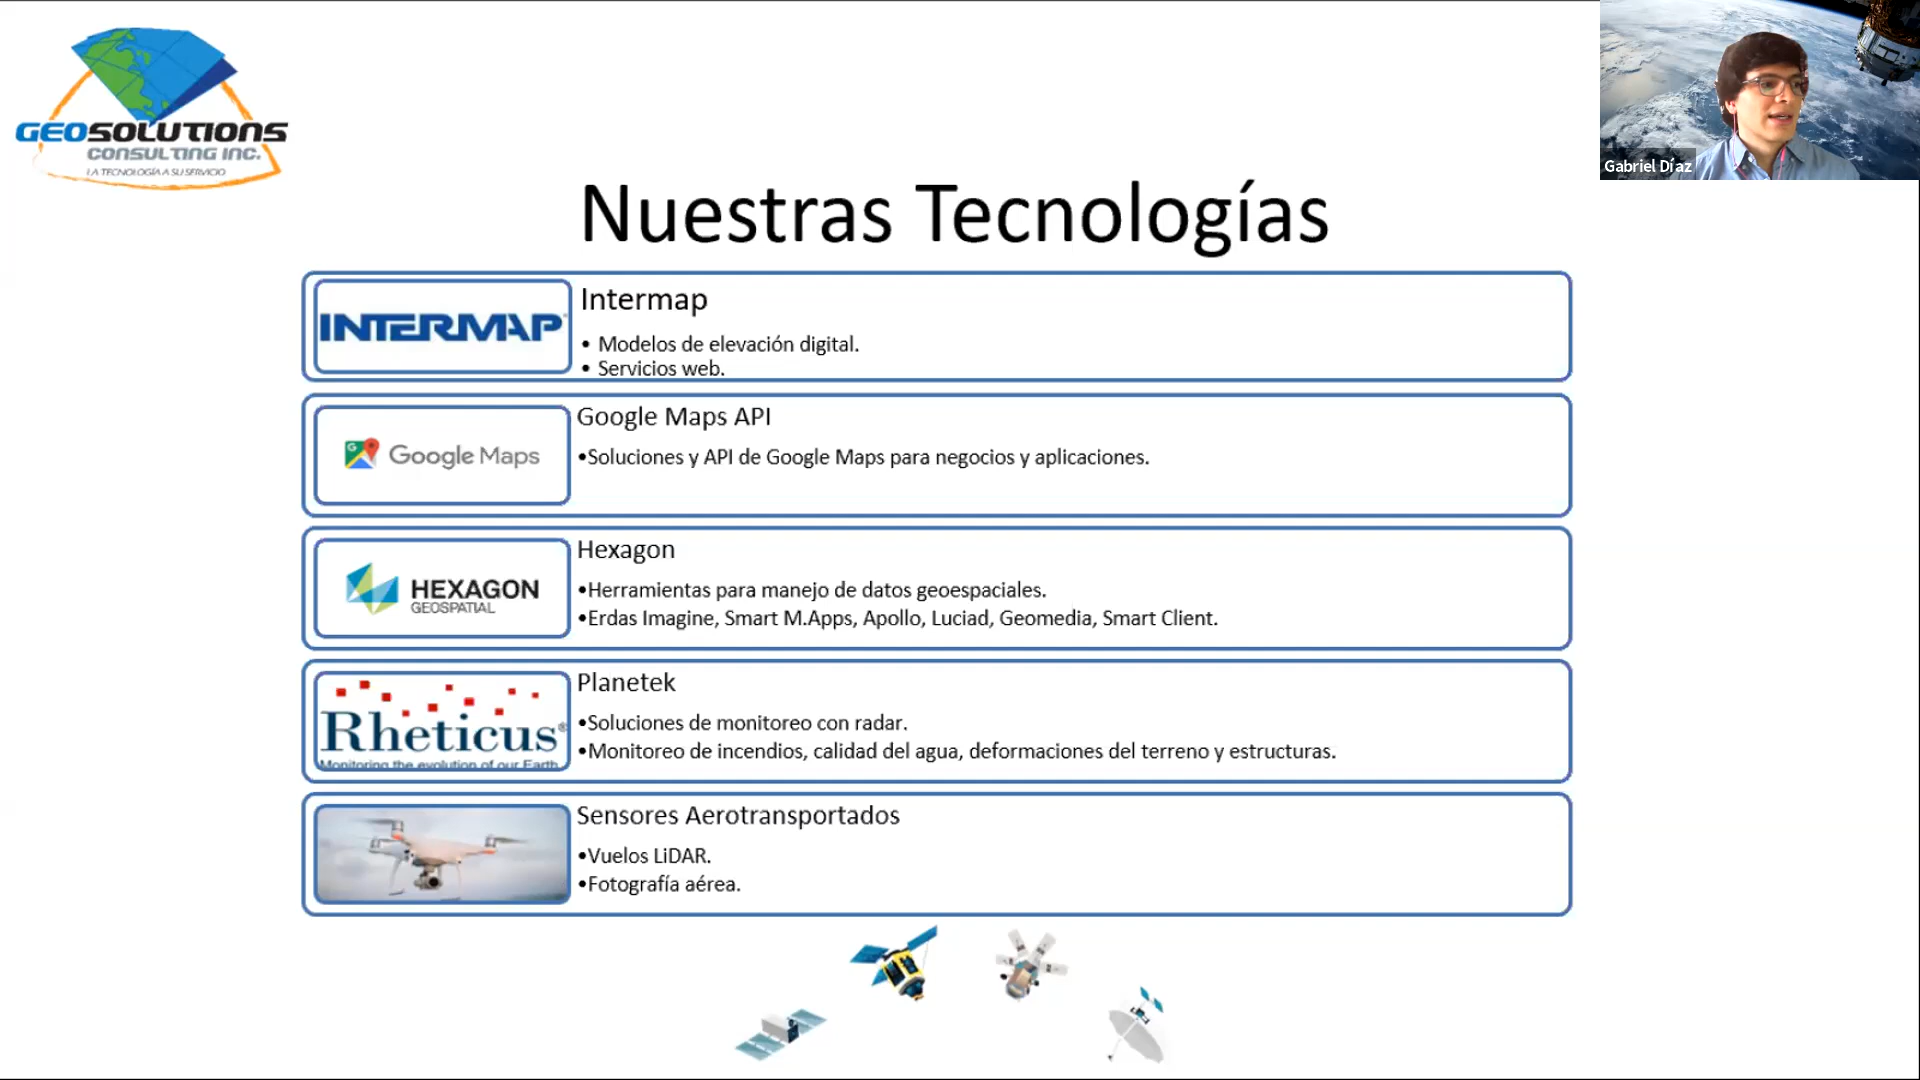 GEOSOLUTIONS
CONSULTING INC.
LA TECNOLOGÍA A SU SERVICIO
Gabriel Díaz
Nuestras Tecnologías
INTERMAP
Intermap
• Modelos de elevación digital.
• Servicios web.
Google Maps
Google Maps API
•Soluciones y API de Google Maps para negocios y aplicaciones.
HEXAGON
GEOSPATIAL
Hexagon
•Herramientas para manejo de datos geoespaciales.
•Erdas Imagine, Smart M.Apps, Apollo, Luciad, Geomedia, Smart Client.
Rheticus®
Monitoring the evolution of our Earth
Planetek
•Soluciones de monitoreo con radar.
•Monitoreo de incendios, calidad del agua, deformaciones del terreno y estructuras.
Sensores Aerotransportados
•Vuelos LiDAR.
•Fotografía aérea.